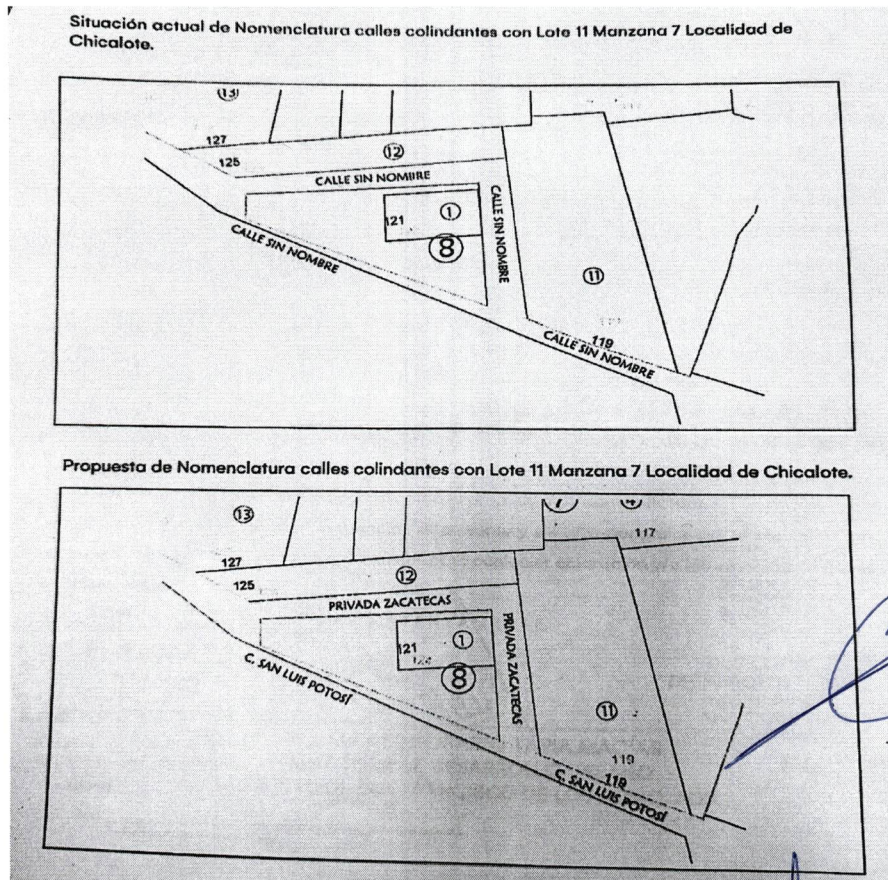 Situación actual de Nomenclatura calles colindantes con Lote 11 Manzana 7 Localidad de
Chicalote.
13
127
12
125
CALLE SIN NOMBRE
CALLE SIN NOMBRE
1
121
8
CALLE SIN NOMBRE
11
119
CALLE SIN NOMBRE
Propuesta de Nomenclatura calles colindantes con Lote 11 Manzana 7 Localidad de Chicalote.
7
4
13
117
127
12
125
PRIVADA ZACATECAS
PRIVADA ZACATECAS
1
121
8
C. SAN LUIS POTOSÍ
11
119
119
C. SAN LUIS POTOSÍ